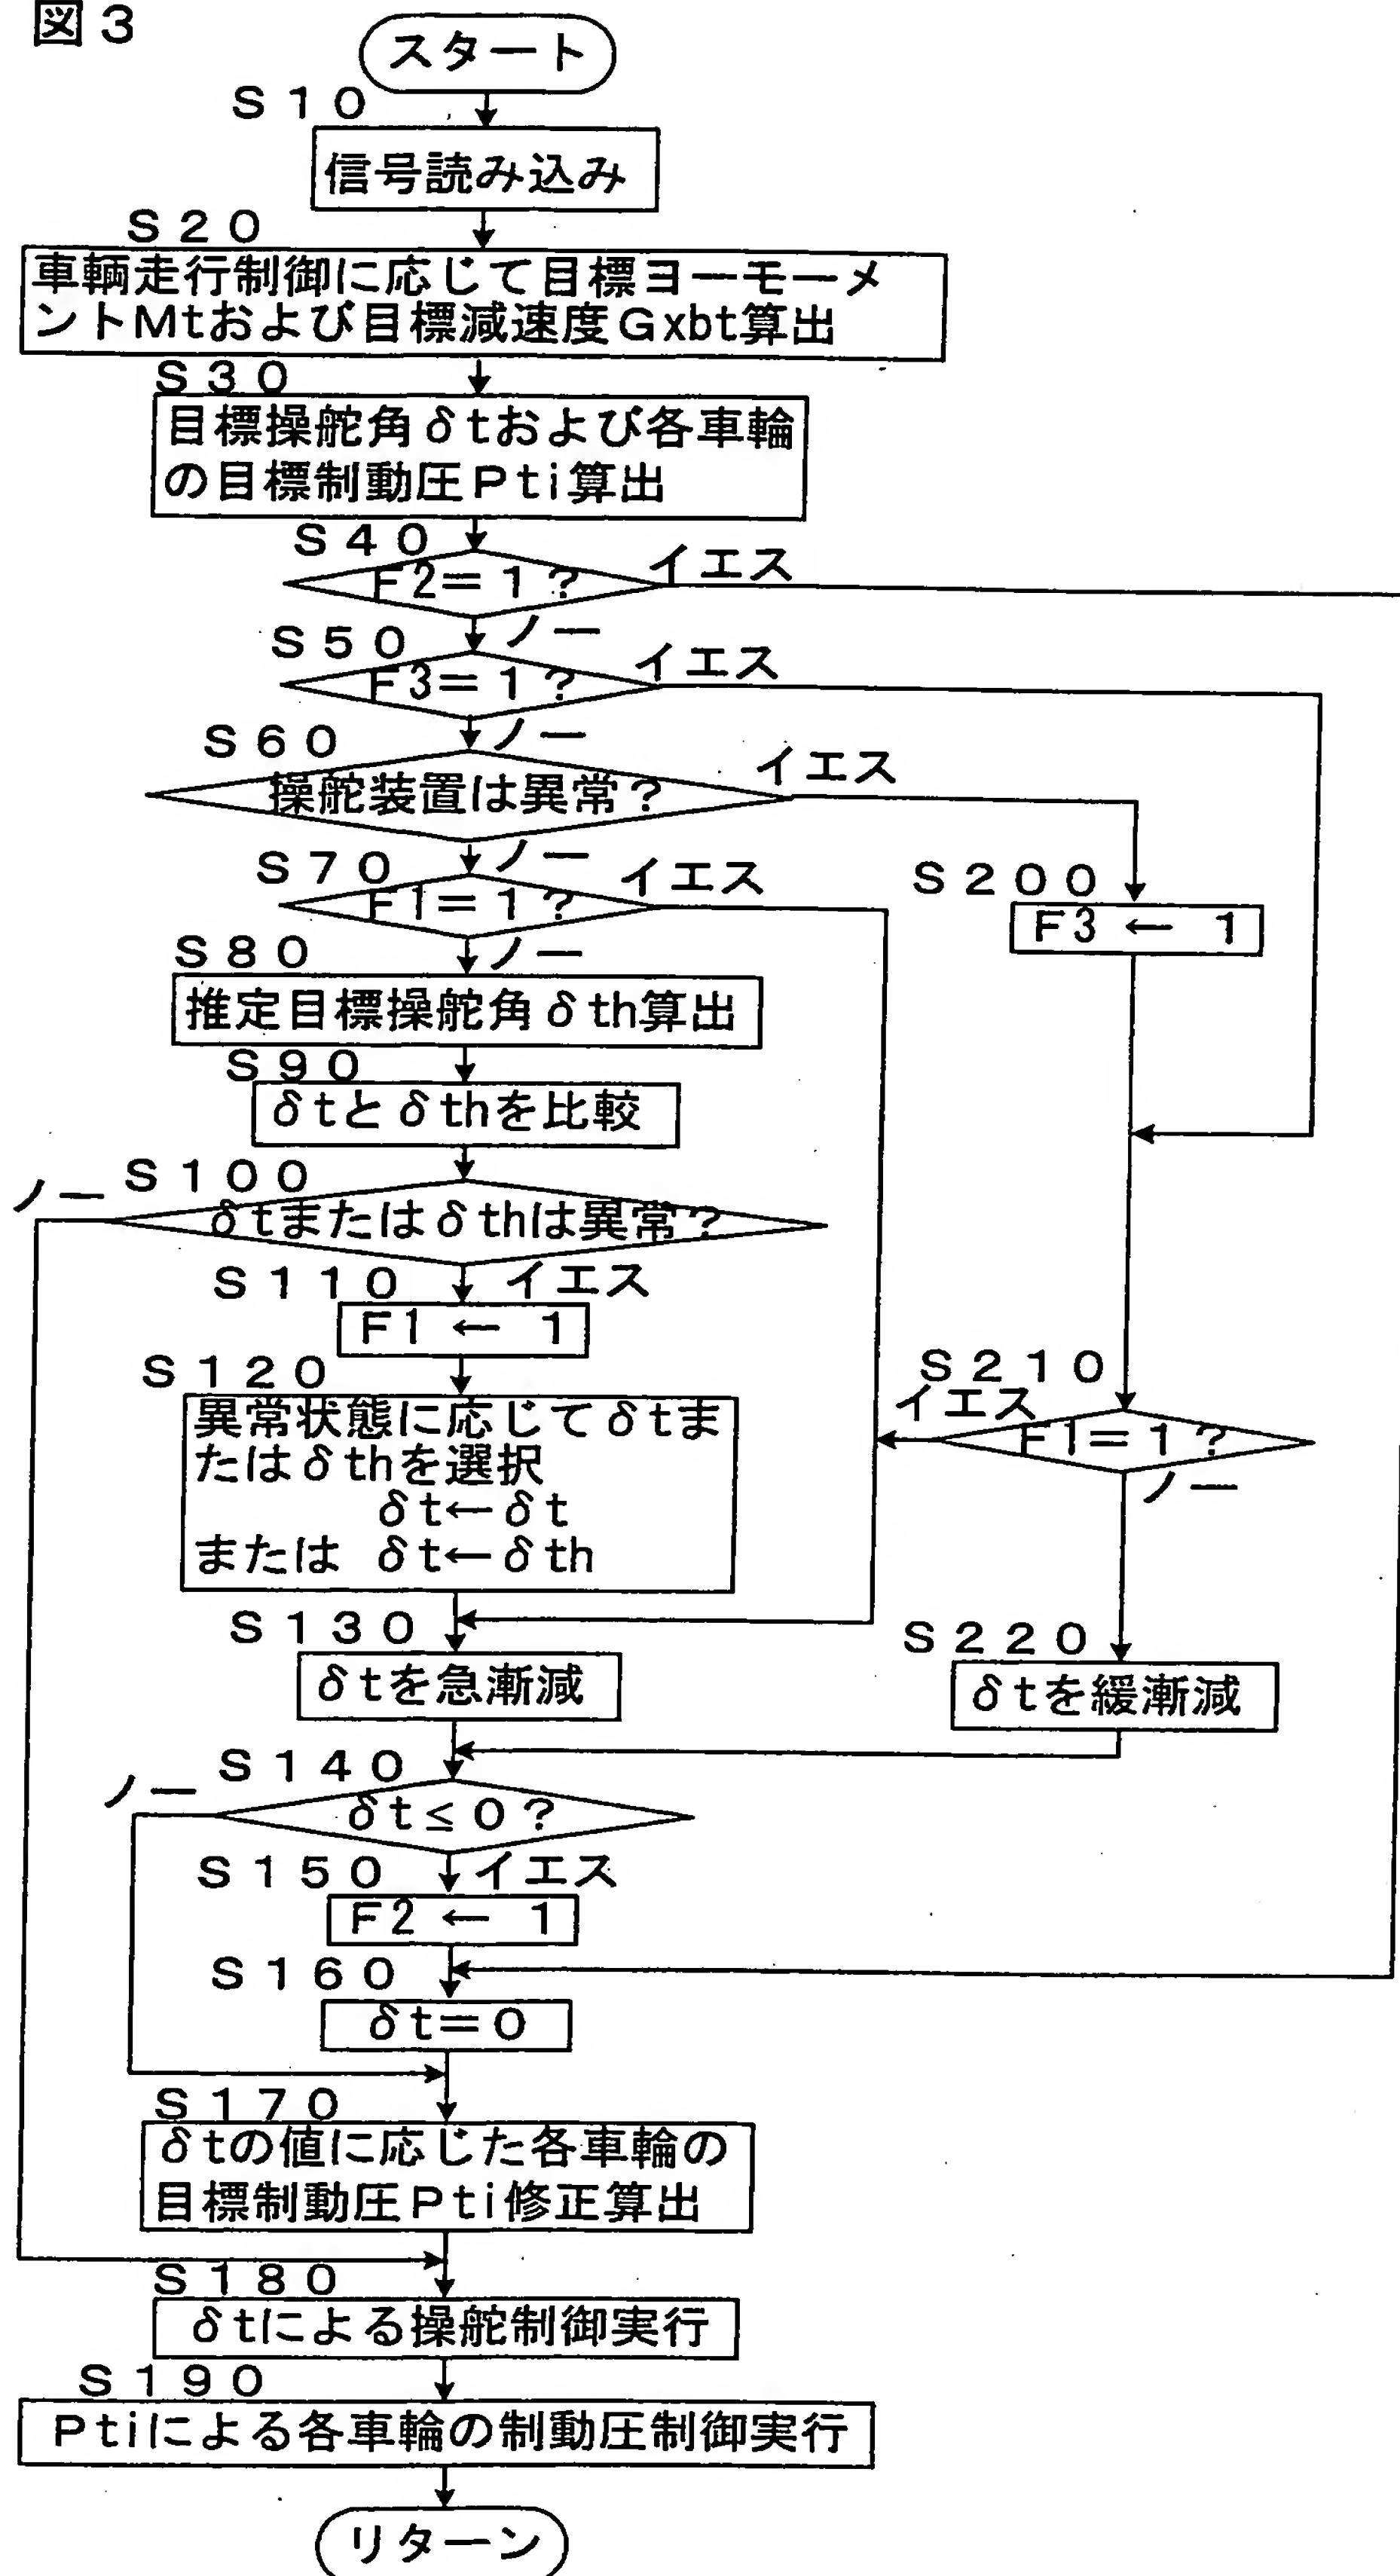 図3
スタート
S10
信号読み込み
S20
車輌走行制御に応じて目標ヨーモーメ
ントMtおよび目標減速度Gxbt算出
S30
目標操舵角δtおよび各車輪
の目標制動圧Pti算出
S40
F2=1?
イエス
ノー
S50
F3=1?
イエス
ノー
S60
操舵装置は異常?
イエス
ノー
S70
F1=1?
イエス
ノー
S200
F3 ← 1
S80
推定目標操舵角δth算出
S90
δtとδthを比較
S100
ノー
δtまたはδthは異常?
イエス
S110
F1 ← 1
S120
異常状態に応じてδtま
たはδthを選択
δt←δt
または δt←δth
S210
イエス
F1=1?
ノー
S130
δtを急漸減
S220
δtを緩漸減
S140
ノー
δt≤0?
イエス
S150
F2 ← 1
S160
δt=0
S170
δtの値に応じた各車輪の
目標制動圧Pti修正算出
S180
δtによる操舵制御実行
S190
Ptiによる各車輪の制動圧制御実行
リターン